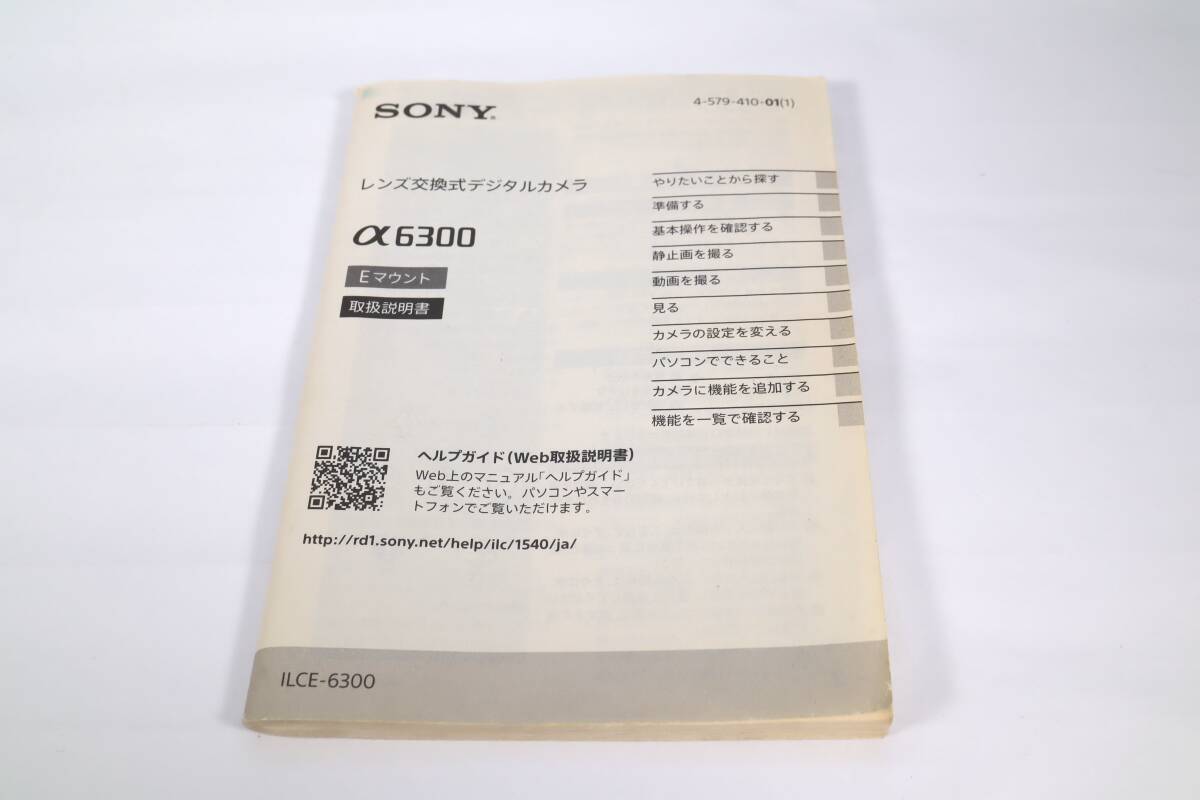 SONY®
4-579-410-01(1)
レンズ交換式デジタルカメラ
α6300
Eマウント
取扱説明書
やりたいことから探す
準備する
基本操作を確認する
静止画を撮る
動画を撮る
見る
カメラの設定を変える
パソコンでできること
カメラに機能を追加する
機能を一覧で確認する
ヘルプガイド(Web取扱説明書)
Web上のマニュアル「ヘルプガイド」
もご覧ください。パソコンやスマー
トフォンでご覧いただけます。
http://rd1.sony.net/help/ilc/1540/ja/
ILCE-6300